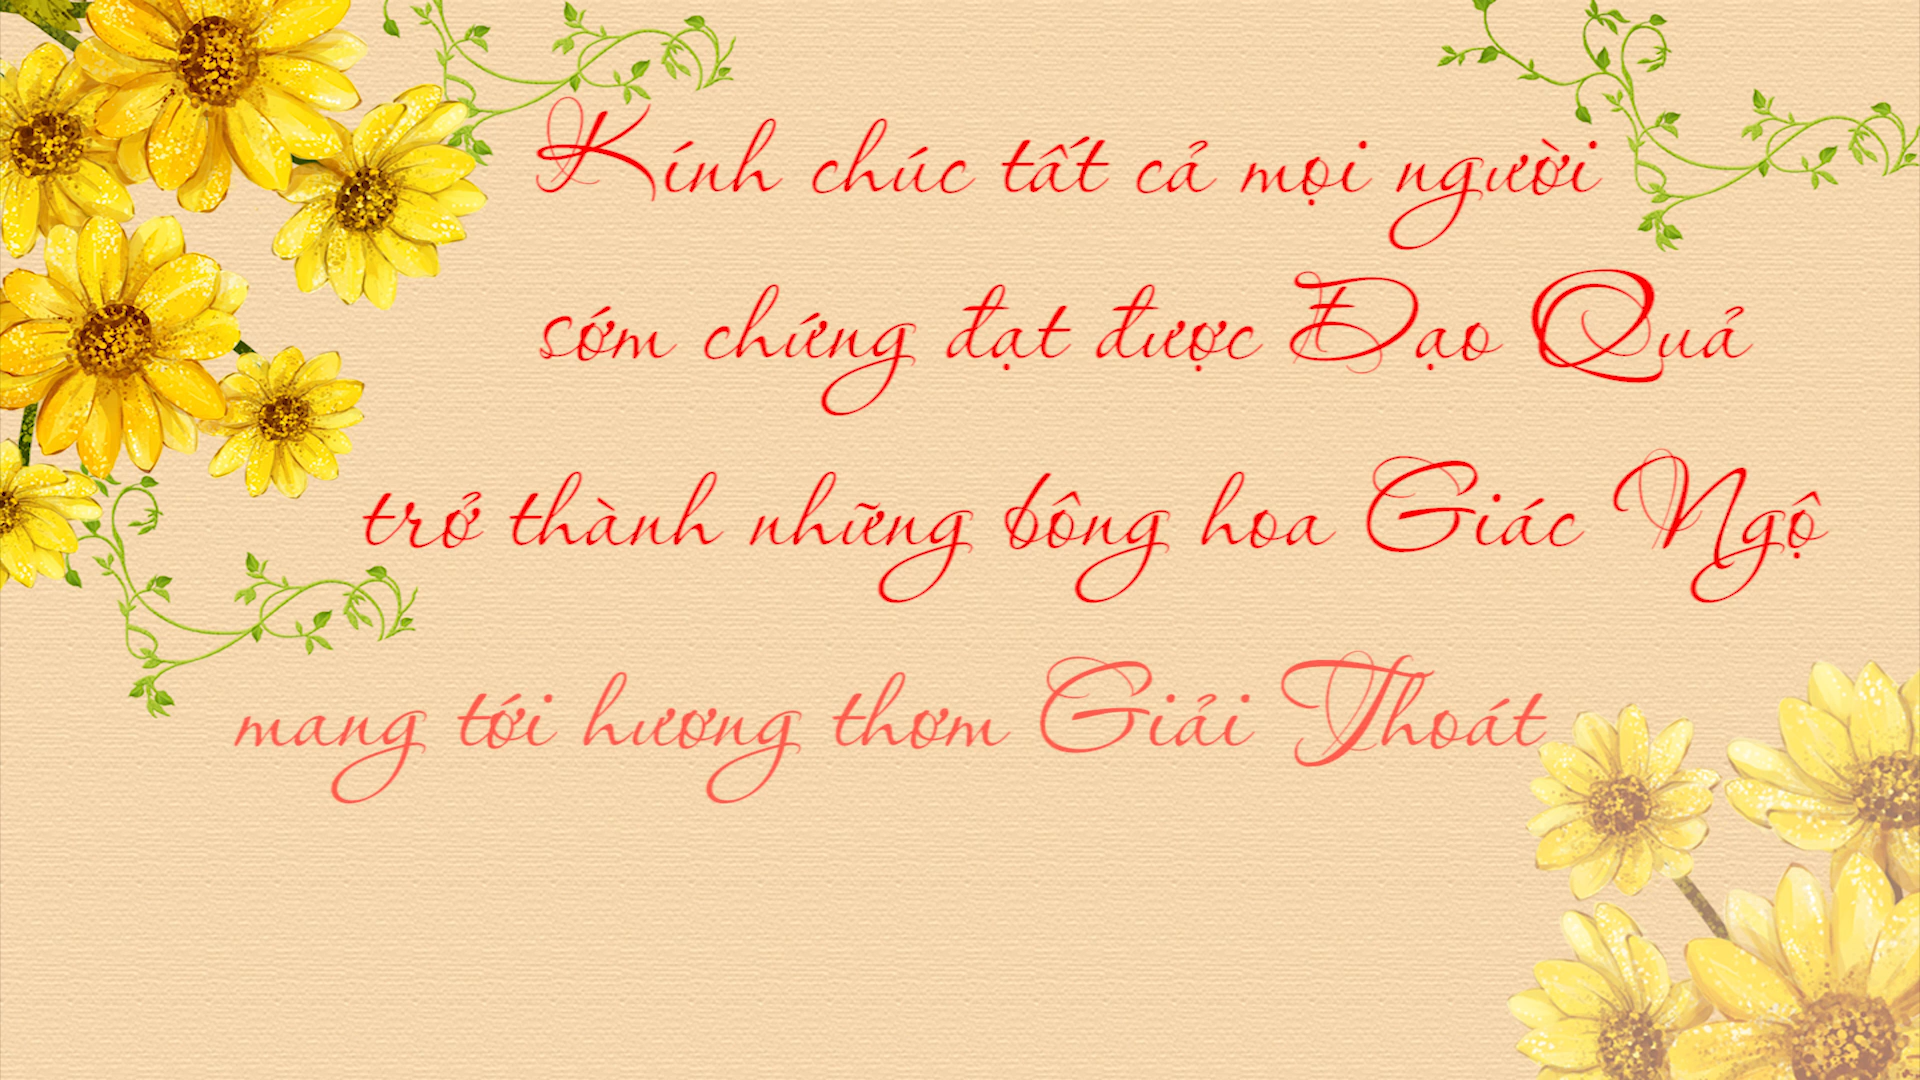 Kính chúc tất cả mọi người
sớm chứng đạt được Đạo Quả
trở thành những bông hoa Giác Ngộ
mang tới hương thơm Giải Thoát